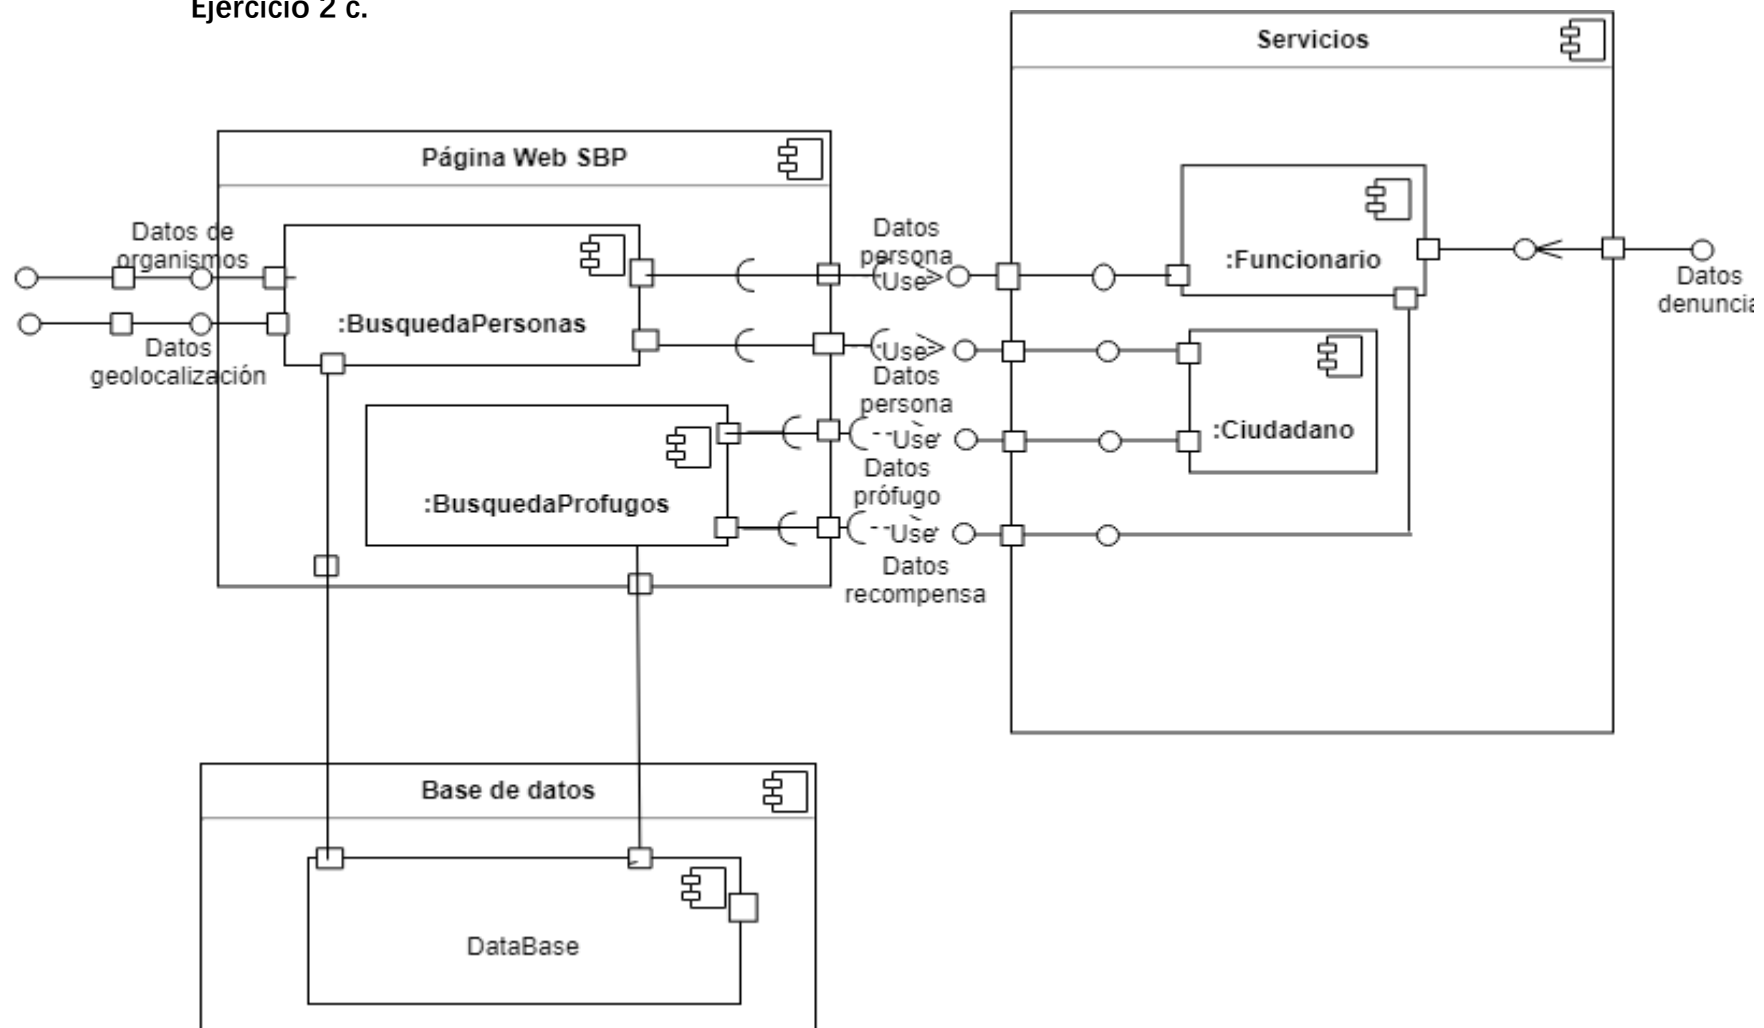 Ejercicio 2 c.
Servicios
Página Web SBP
Datos de
organismos
:BusquedaPersonas
Datos
geolocalización
Datos
persona
Use
Use
Datos
persona
Use
Datos
prófugo
Use
Datos
recompensa
:Funcionario
Datos
denuncia
:Ciudadano
:BusquedaProfugos
Base de datos
DataBase